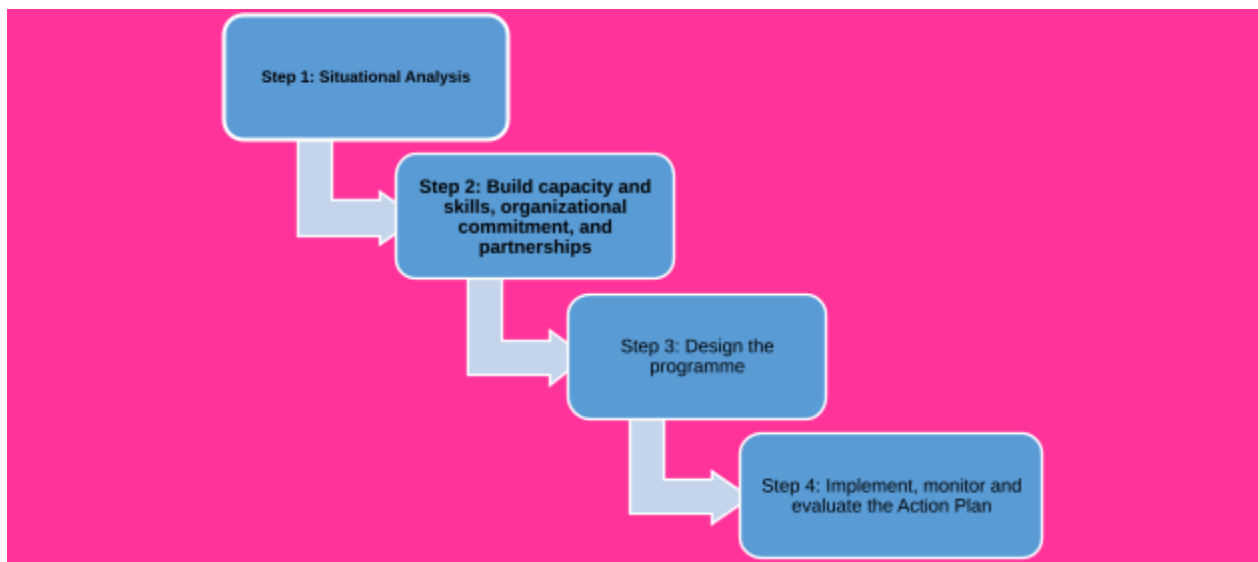 Step 1: Situational Analysis
Step 2: Build capacity and
skills, organizational
commitment, and
partnerships
Step 3: Design the
programme
Step 4: Implement, monitor and
evaluate the Action Plan